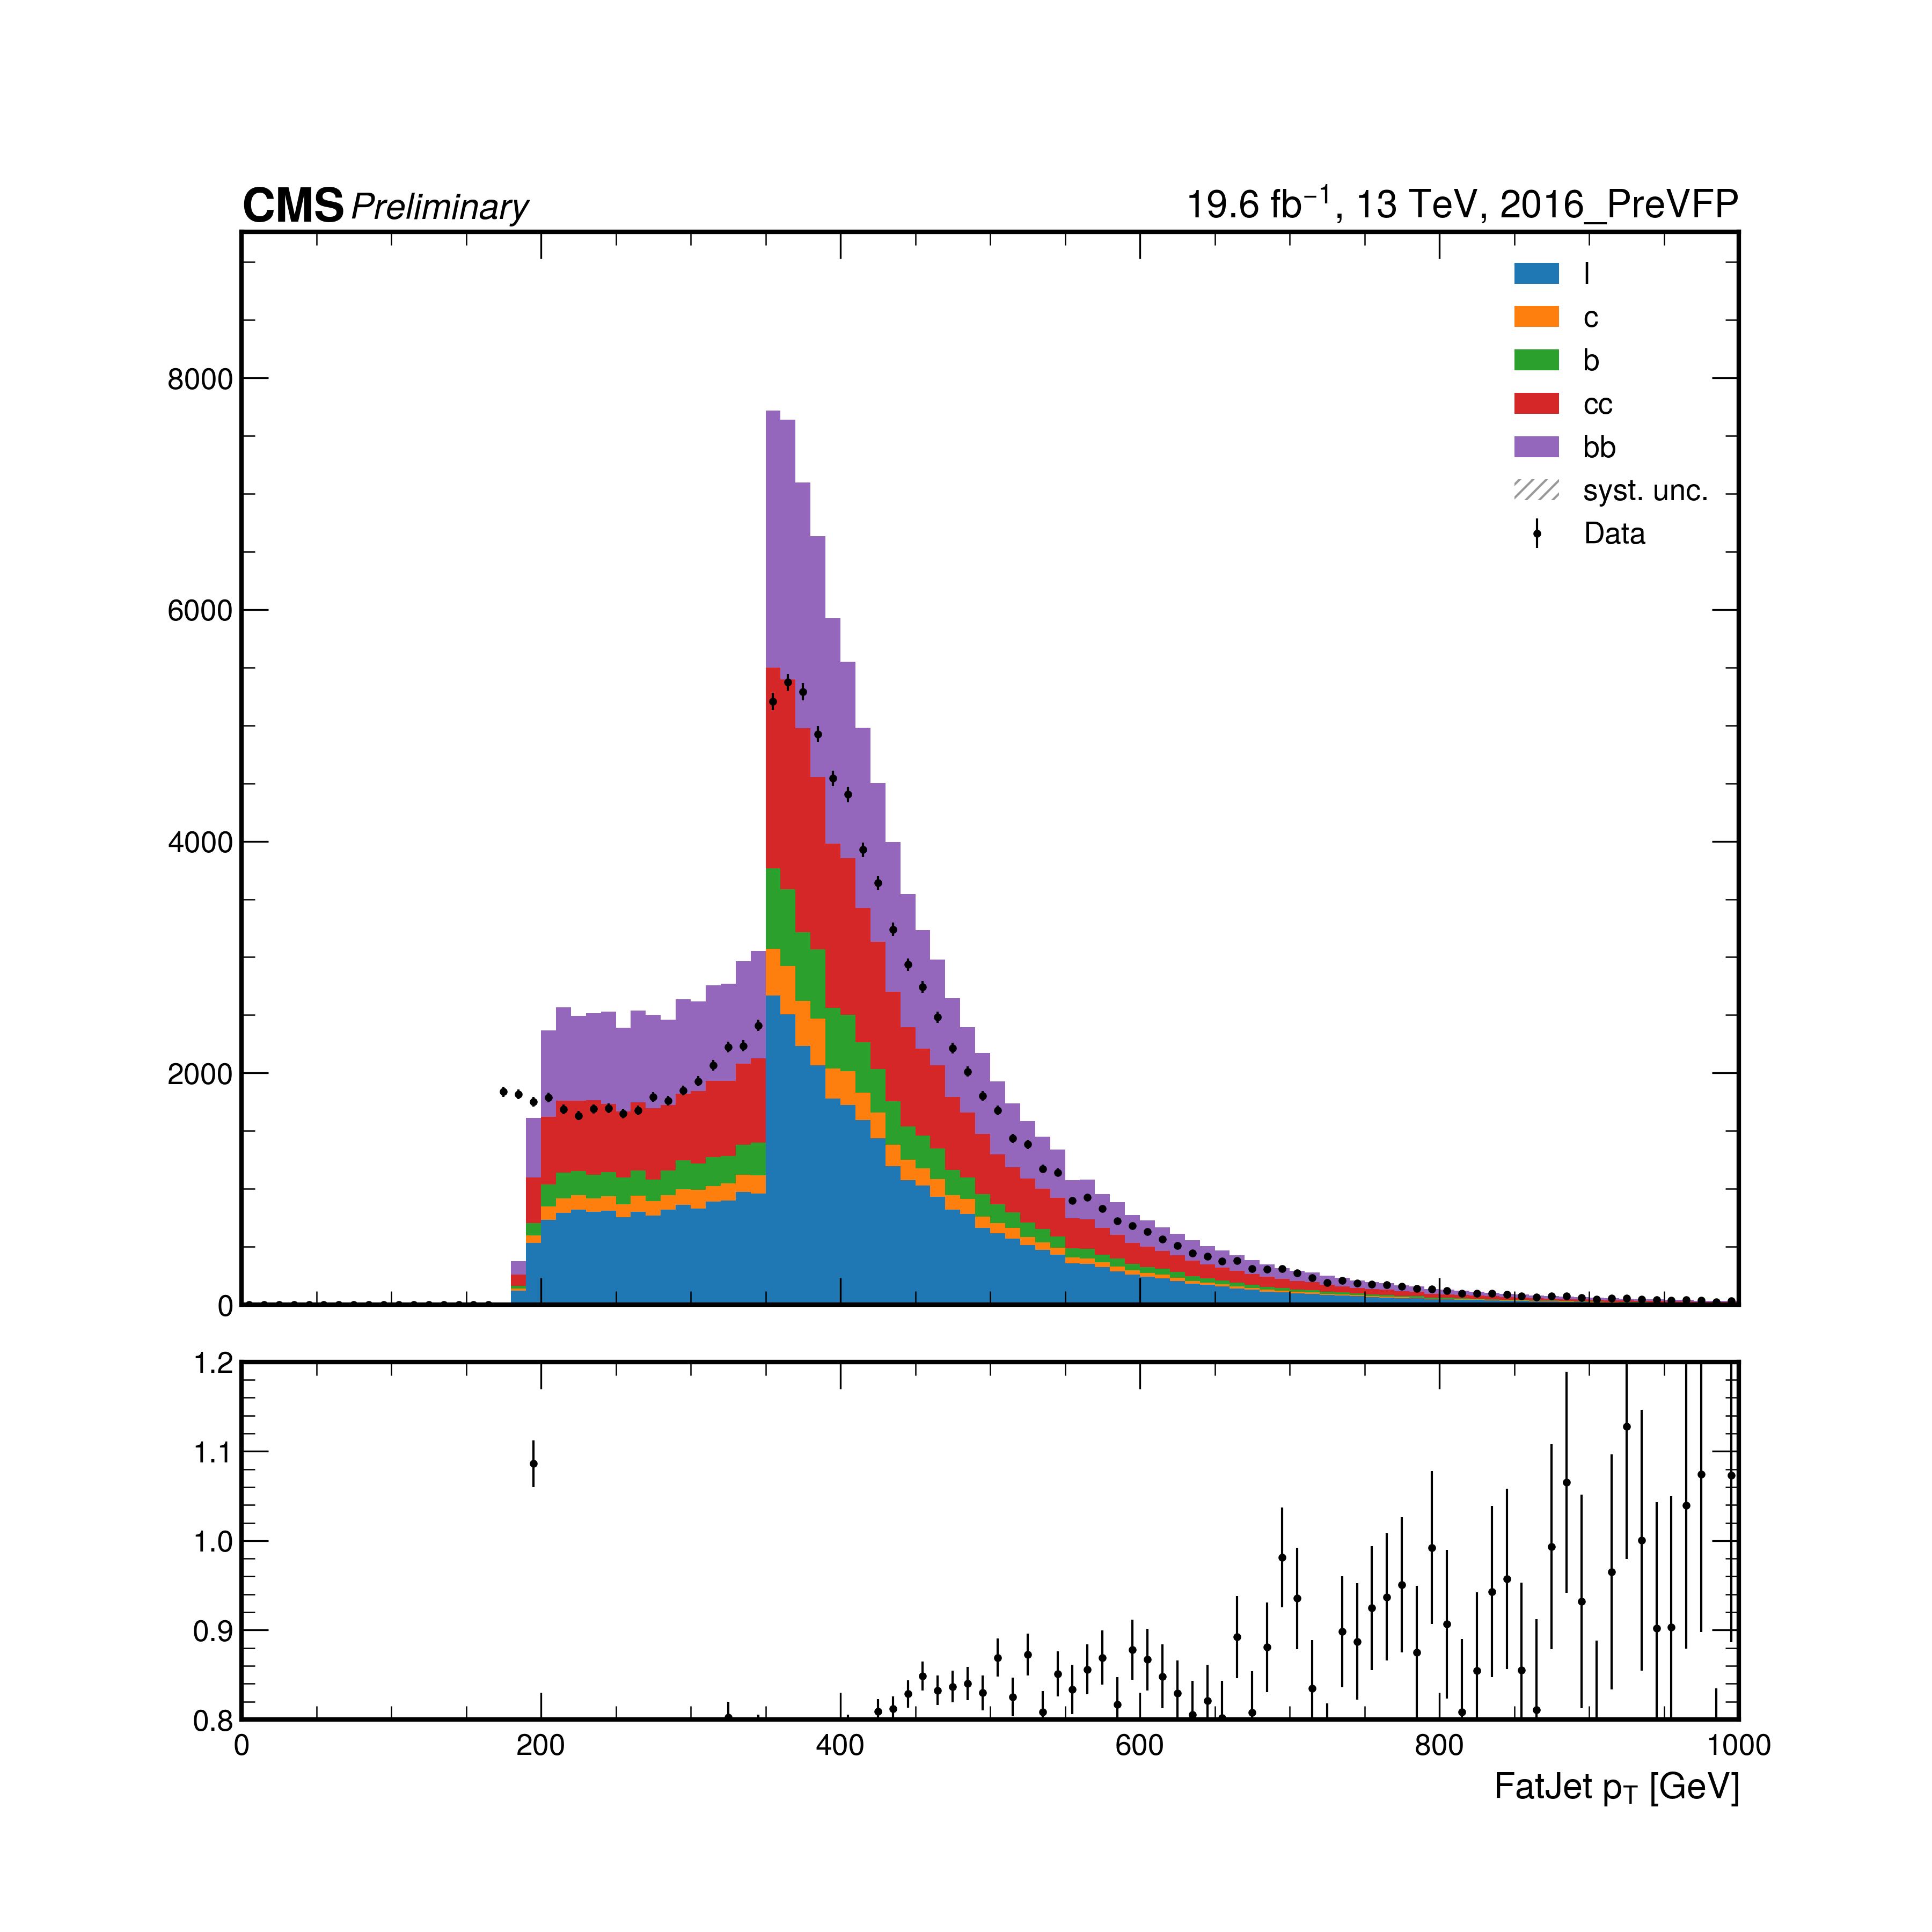 CMS Preliminary
19.6 fb⁻¹, 13 TeV, 2016_PreVFP
l
c
b
cc
bb
syst. unc.
Data
8000
6000
4000
2000
0
1.2
1.1
1.0
0.9
0.8
0 200 400 600 800 1000
FatJet pT [GeV]